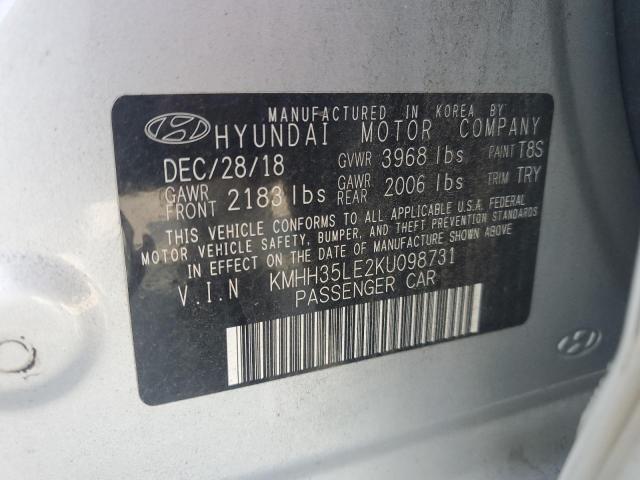 MANUFACTURED IN KOREA BY
HYUNDAI MOTOR COMPANY
DEC/28/18 GVWR 3968 lbs PAINT T8S
GAWR FRONT 2183 lbs GAWR REAR 2006 lbs TRIM TRY
THIS VEHICLE CONFORMS TO ALL APPLICABLE U.S.A. FEDERAL
MOTOR VEHICLE SAFETY, BUMPER, AND THEFT PREVENTION STANDARDS
IN EFFECT ON THE DATE OF MANUFACTURE SHOWN ABOVE
V.I.N KMHH35LE2KU098731
PASSENGER CAR